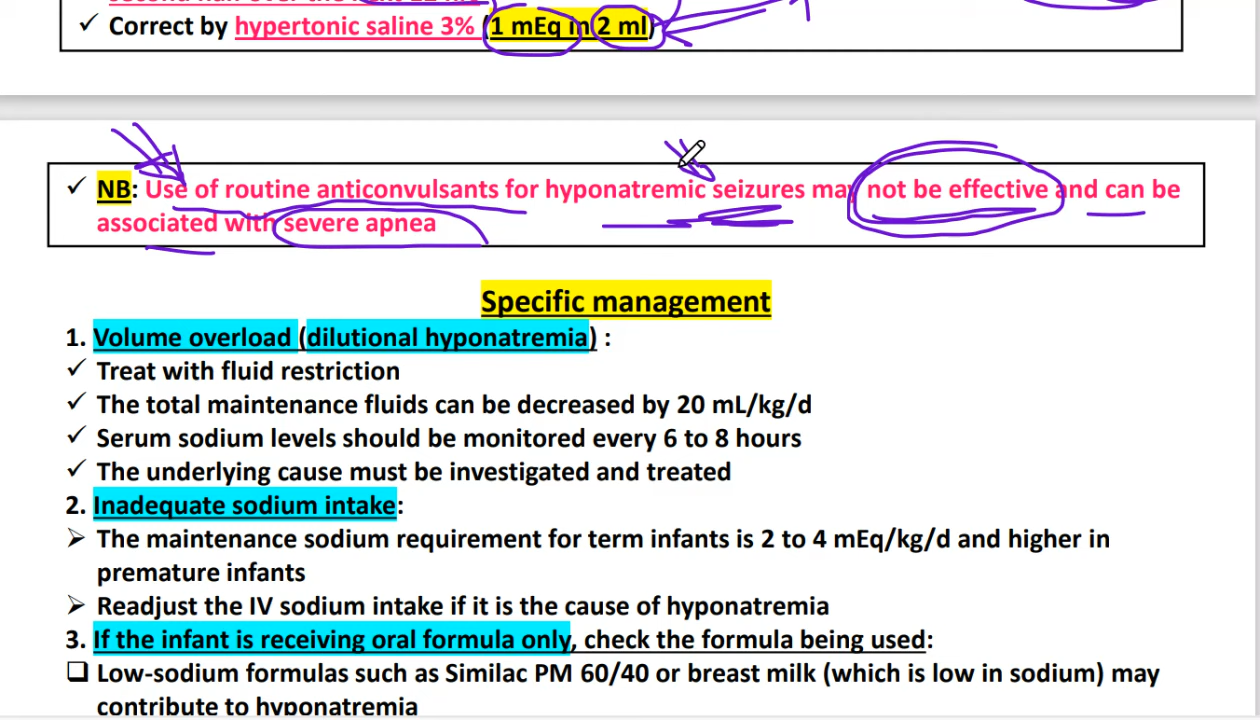 ✓ Correct by hypertonic saline 3% (1 mEq in 2 ml)
✓ NB: Use of routine anticonvulsants for hyponatremic seizures may not be effective and can be
associated with severe apnea
Specific management
1. Volume overload (dilutional hyponatremia) :
✓ Treat with fluid restriction
✓ The total maintenance fluids can be decreased by 20 mL/kg/d
✓ Serum sodium levels should be monitored every 6 to 8 hours
✓ The underlying cause must be investigated and treated
2. Inadequate sodium intake:
➢ The maintenance sodium requirement for term infants is 2 to 4 mEq/kg/d and higher in
premature infants
➢ Readjust the IV sodium intake if it is the cause of hyponatremia
3. If the infant is receiving oral formula only, check the formula being used:
❑ Low-sodium formulas such as Similac PM 60/40 or breast milk (which is low in sodium) may
contribute to hyponatremia